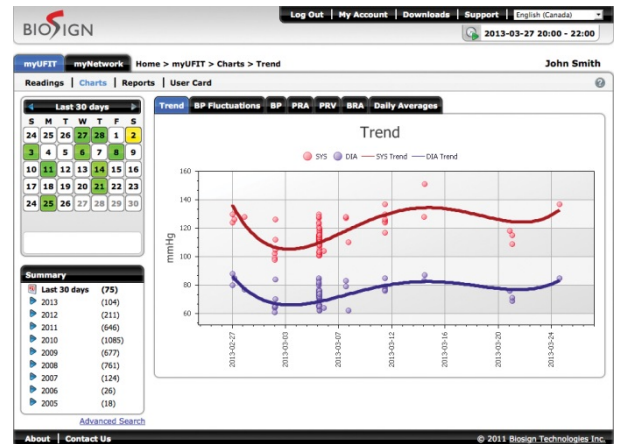 BIOSIGN
Log Out | My Account | Downloads | Support | English (Canada)
2013-03-27 20:00 - 22:00
myUFIT myNetwork Home > myUFIT > Charts > Trend John Smith
Readings | Charts | Reports | User Card
Last 30 days
S M T W T F S
24 25 26 27 28 1 2
3 4 5 6 7 8 9
10 11 12 13 14 15 16
17 18 19 20 21 22 23
24 25 26 27 28 29 30
Summary
Last 30 days (75)
2013 (104)
2012 (211)
2011 (646)
2010 (1085)
2009 (677)
2008 (761)
2007 (124)
2006 (26)
2005 (18)
Advanced Search
Trend BP Fluctuations BP PRA PRV BRA Daily Averages
Trend
SYS DIA SYS Trend DIA Trend
160
140
120
100
80
60
mmHg
2013-02-27 2013-03-03 2013-03-07 2013-03-12 2013-03-16 2013-03-20 2013-03-24
About | Contact Us © 2011 Biosign Technologies Inc.